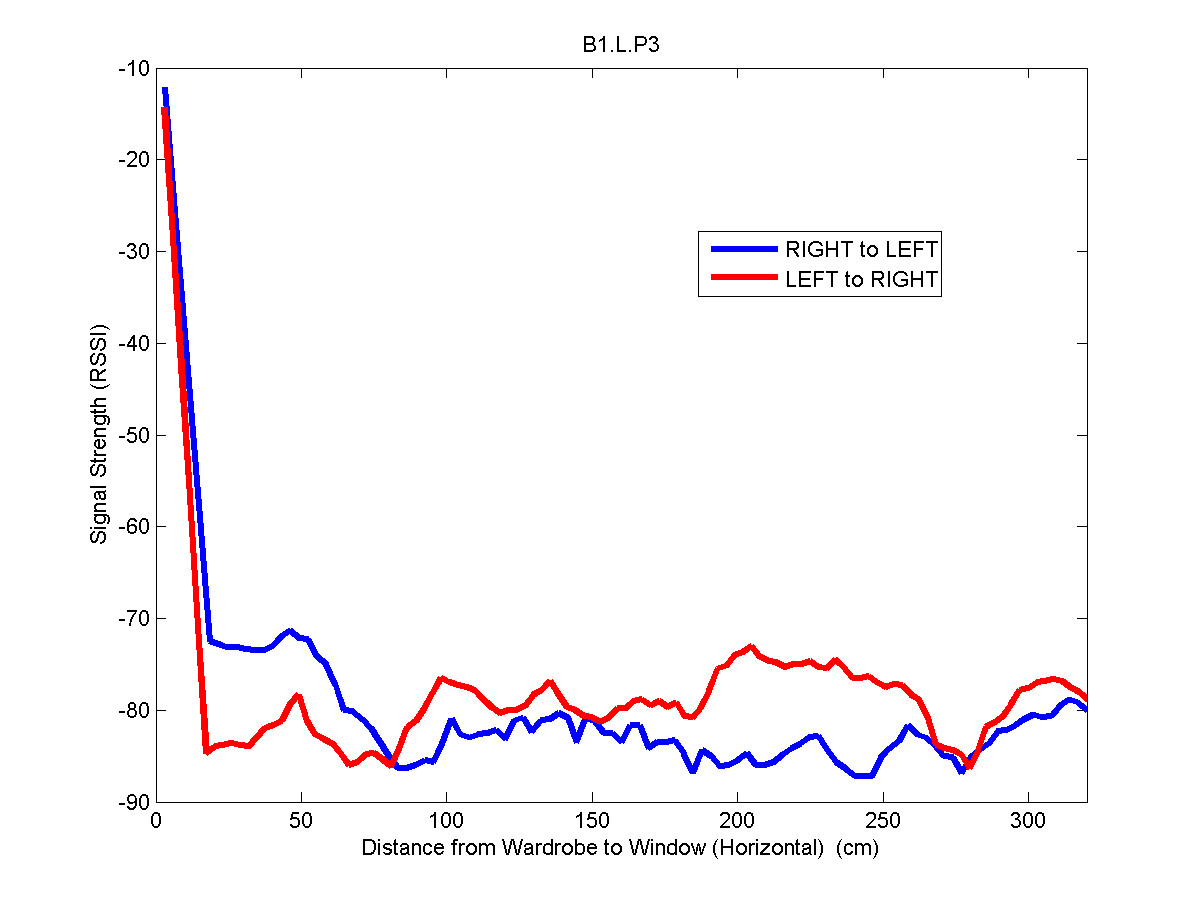 B1.L.P3
-10
-20
-30
-40
-50
-60
-70
-80
-90
Signal Strength (RSSI)
RIGHT to LEFT
LEFT to RIGHT
0 50 100 150 200 250 300
Distance from Wardrobe to Window (Horizontal)  (cm)